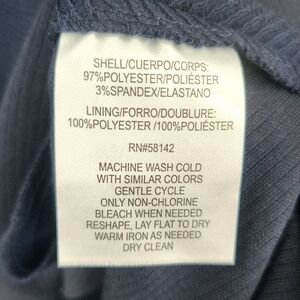 SHELL/CUERPO/CORPS:
97%POLYESTER/POLIÉSTER
3%SPANDEX/ELASTANO
LINING/FORRO/DOUBLURE:
100%POLYESTER /100%POLIÉSTER
RN#58142
MACHINE WASH COLD
WITH SIMILAR COLORS
GENTLE CYCLE
ONLY NON-CHLORINE
BLEACH WHEN NEEDED
RESHAPE, LAY FLAT TO DRY
WARM IRON AS NEEDED
DRY CLEAN